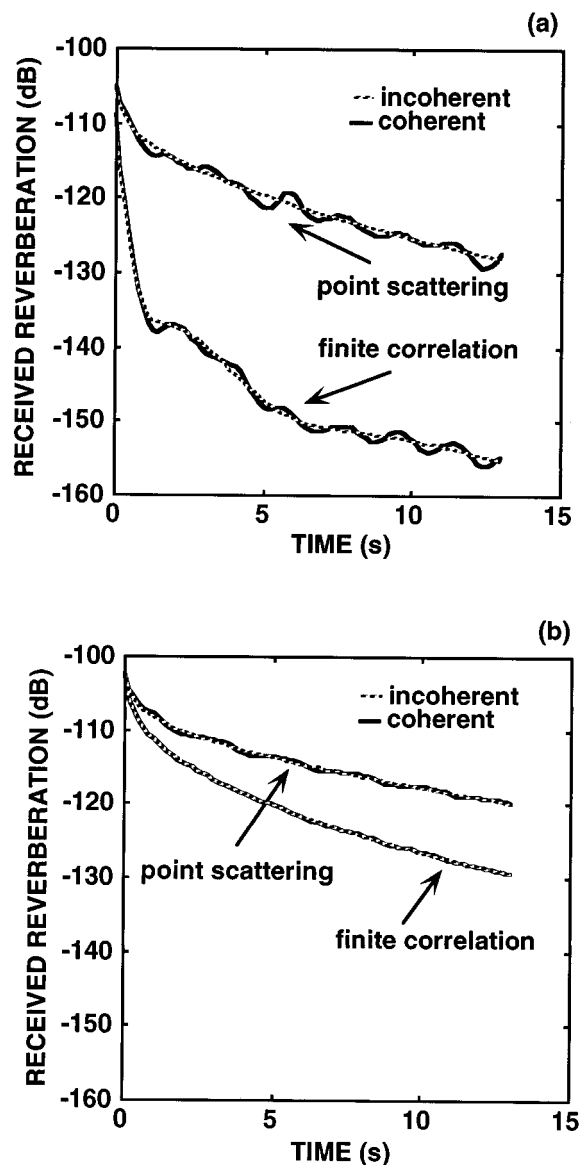 (a)
-100
-110
-120
-130
-140
-150
-160
RECEIVED REVERBERATION (dB)
incoherent
coherent
point scattering
finite correlation
0
5
10
15
TIME (s)
(b)
-100
-110
-120
-130
-140
-150
-160
RECEIVED REVERBERATION (dB)
incoherent
coherent
point scattering
finite correlation
0
5
10
15
TIME (s)